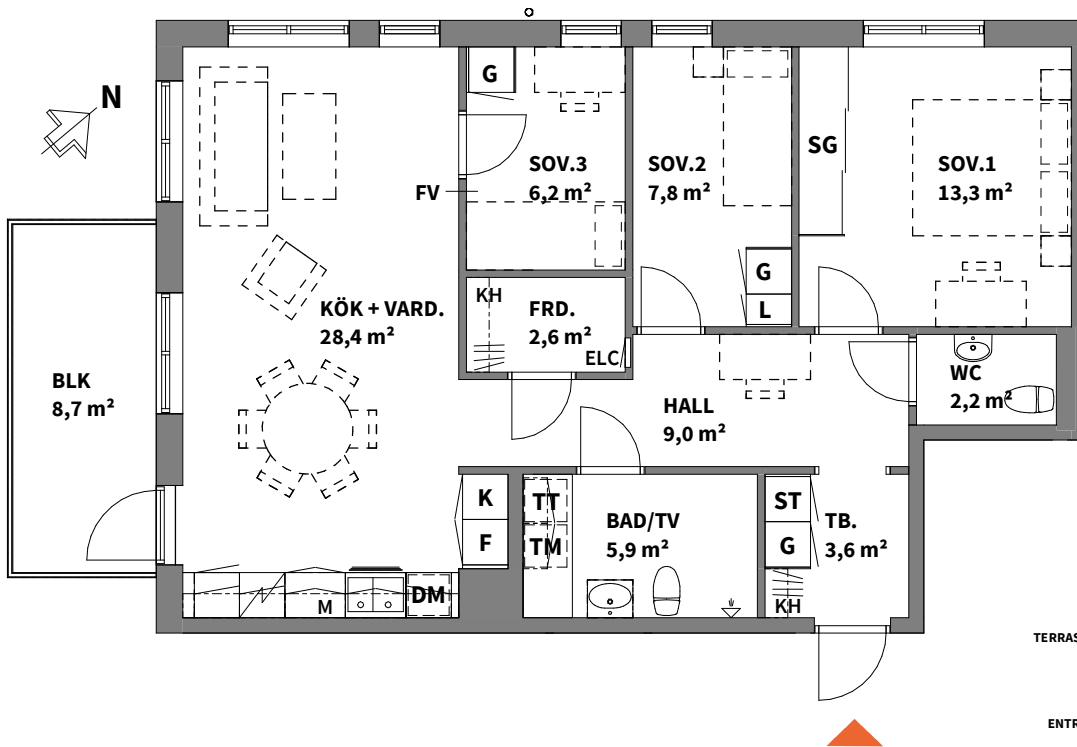 N
G
SOV.3
6,2 m²
FV
SOV.2
7,8 m²
G
L
SG
SOV.1
13,3 m²
KÖK + VARD.
28,4 m²
KH
FRD.
2,6 m²
ELC
BLK
8,7 m²
HALL
9,0 m²
WC
2,2 m²
K
F
TT
TM
BAD/TV
5,9 m²
ST
G
KH
TB.
3,6 m²
M
DM
TERRAS
ENTR